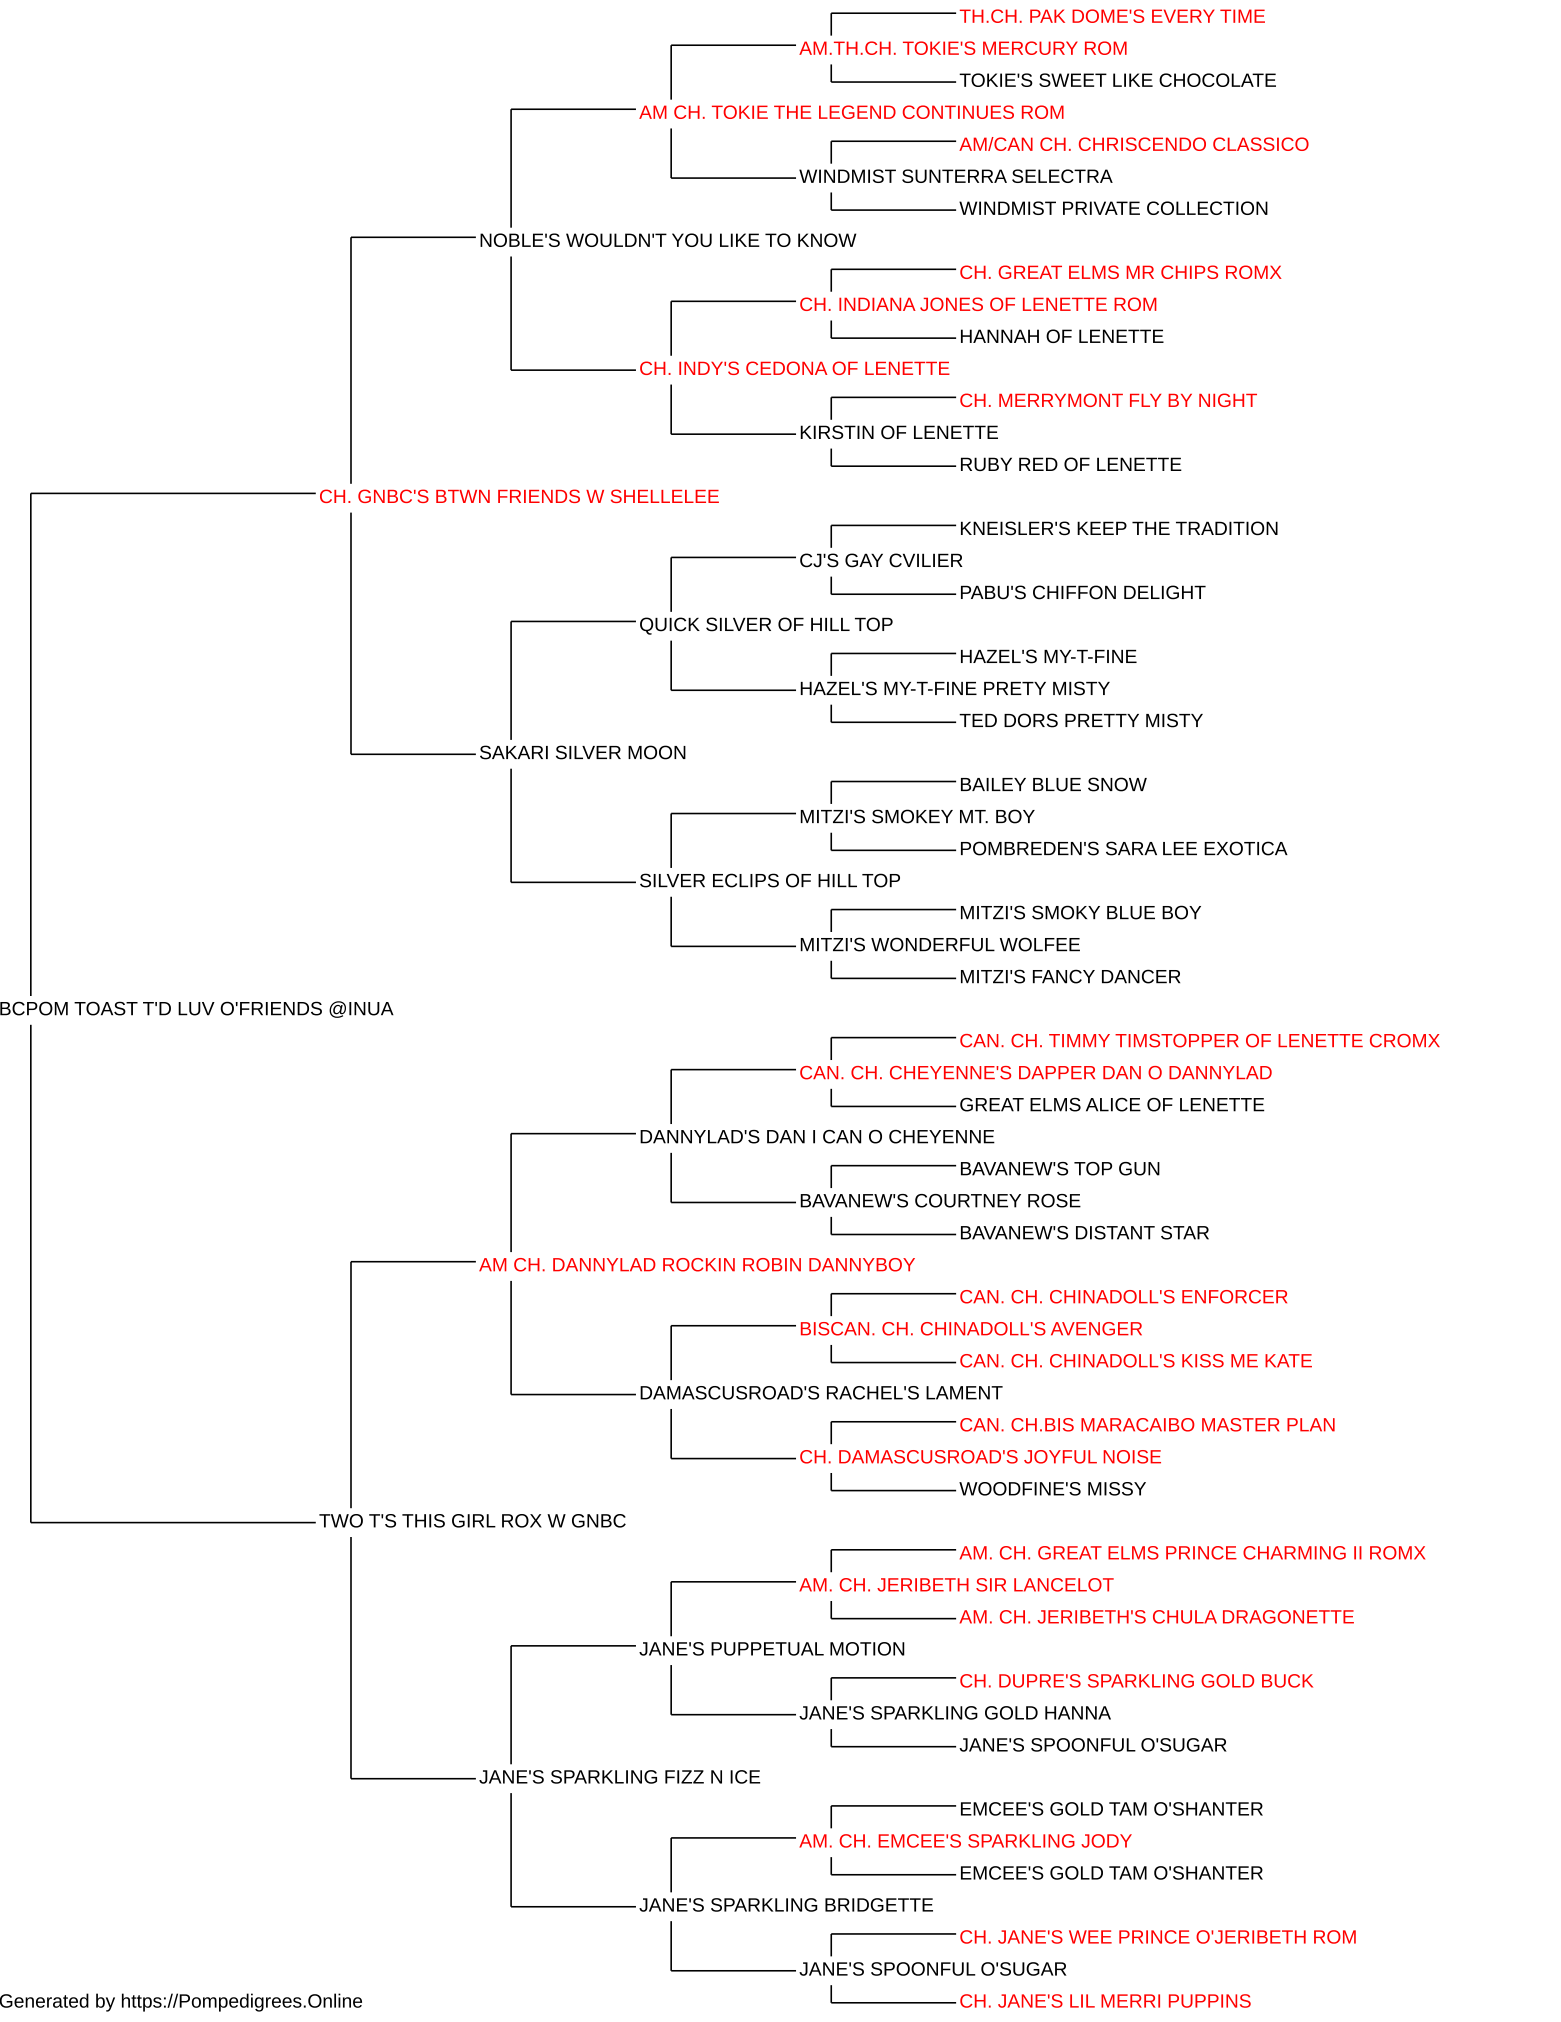 TH.CH. PAK DOME'S EVERY TIME
AM.TH.CH. TOKIE'S MERCURY ROM
TOKIE'S SWEET LIKE CHOCOLATE
AM CH. TOKIE THE LEGEND CONTINUES ROM
AM/CAN CH. CHRISCENDO CLASSICO
WINDMIST SUNTERRA SELECTRA
WINDMIST PRIVATE COLLECTION
NOBLE'S WOULDN'T YOU LIKE TO KNOW
CH. GREAT ELMS MR CHIPS ROMX
CH. INDIANA JONES OF LENETTE ROM
HANNAH OF LENETTE
CH. INDY'S CEDONA OF LENETTE
CH. MERRYMONT FLY BY NIGHT
KIRSTIN OF LENETTE
RUBY RED OF LENETTE
CH. GNBC'S BTWN FRIENDS W SHELLELEE
KNEISLER'S KEEP THE TRADITION
CJ'S GAY CVILIER
PABU'S CHIFFON DELIGHT
QUICK SILVER OF HILL TOP
HAZEL'S MY-T-FINE
HAZEL'S MY-T-FINE PRETY MISTY
TED DORS PRETTY MISTY
SAKARI SILVER MOON
BAILEY BLUE SNOW
MITZI'S SMOKEY MT. BOY
POMBREDEN'S SARA LEE EXOTICA
SILVER ECLIPS OF HILL TOP
MITZI'S SMOKY BLUE BOY
MITZI'S WONDERFUL WOLFEE
MITZI'S FANCY DANCER
BCPOM TOAST T'D LUV O'FRIENDS @INUA
CAN. CH. TIMMY TIMSTOPPER OF LENETTE CROMX
CAN. CH. CHEYENNE'S DAPPER DAN O DANNYLAD
GREAT ELMS ALICE OF LENETTE
DANNYLAD'S DAN I CAN O CHEYENNE
BAVANEW'S TOP GUN
BAVANEW'S COURTNEY ROSE
BAVANEW'S DISTANT STAR
AM CH. DANNYLAD ROCKIN ROBIN DANNYBOY
CAN. CH. CHINADOLL'S ENFORCER
BISCAN. CH. CHINADOLL'S AVENGER
CAN. CH. CHINADOLL'S KISS ME KATE
DAMASCUSROAD'S RACHEL'S LAMENT
CAN. CH.BIS MARACAIBO MASTER PLAN
CH. DAMASCUSROAD'S JOYFUL NOISE
WOODFINE'S MISSY
TWO T'S THIS GIRL ROX W GNBC
AM. CH. GREAT ELMS PRINCE CHARMING II ROMX
AM. CH. JERIBETH SIR LANCELOT
AM. CH. JERIBETH'S CHULA DRAGONETTE
JANE'S PUPPETUAL MOTION
CH. DUPRE'S SPARKLING GOLD BUCK
JANE'S SPARKLING GOLD HANNA
JANE'S SPOONFUL O'SUGAR
JANE'S SPARKLING FIZZ N ICE
EMCEE'S GOLD TAM O'SHANTER
AM. CH. EMCEE'S SPARKLING JODY
EMCEE'S GOLD TAM O'SHANTER
JANE'S SPARKLING BRIDGETTE
CH. JANE'S WEE PRINCE O'JERIBETH ROM
JANE'S SPOONFUL O'SUGAR
CH. JANE'S LIL MERRI PUPPINS
Generated by https://Pompedigrees.Online